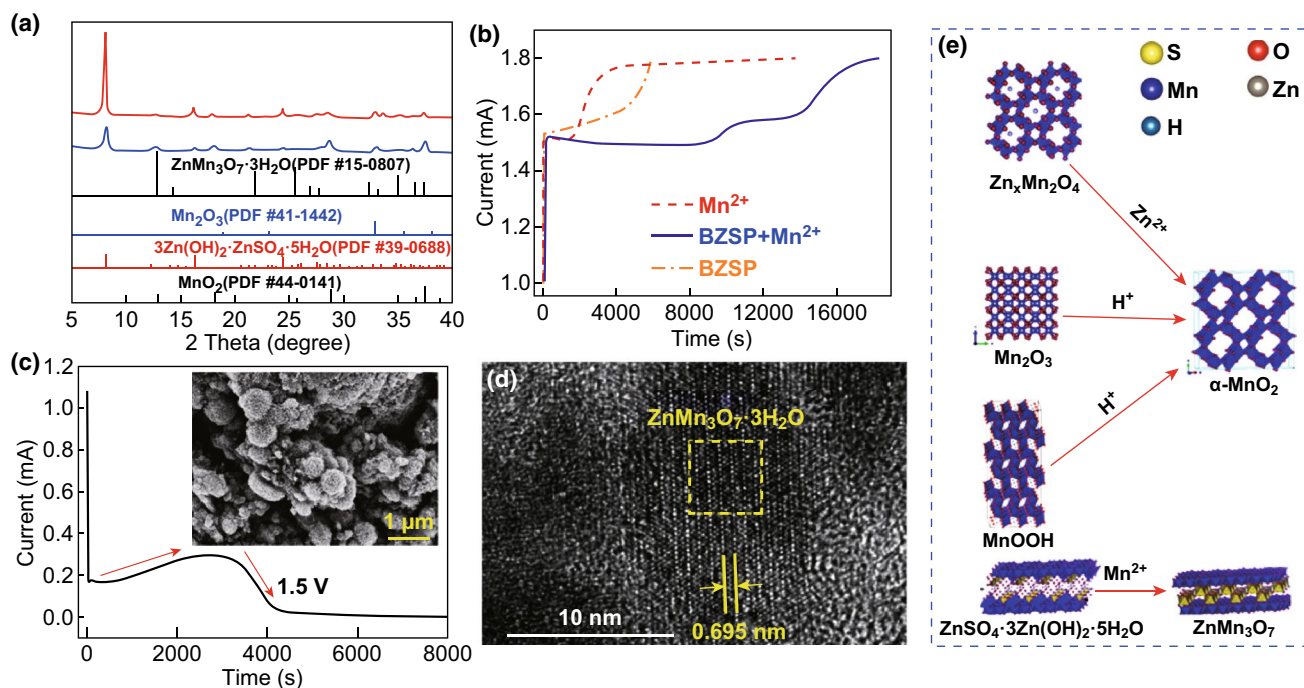 (a)
ZnMn3O7·3H2O(PDF #15-0807)
Mn2O3(PDF #41-1442)
3Zn(OH)2·ZnSO4·5H2O(PDF #39-0688)
MnO2(PDF #44-0141)
5 10 15 20 25 30 35 40
2 Theta (degree)
(b)
Current (mA)
1.8
1.6
1.4
1.2
1.0
Mn2+
BZSP+Mn2+
BZSP
0 4000 8000 12000 16000
Time (s)
(c)
Current (mA)
1.2
1.0
0.8
0.6
0.4
0.2
0.0
1 µm
1.5 V
0 2000 4000 6000 8000
Time (s)
(d)
ZnMn3O7·3H2O
10 nm
0.695 nm
(e)
S O
Mn Zn
H
ZnxMn2O4
Zn2+
Mn2O3
H+
α-MnO2
H+
MnOOH
Mn2+
ZnSO4·3Zn(OH)2·5H2O ZnMn3O7